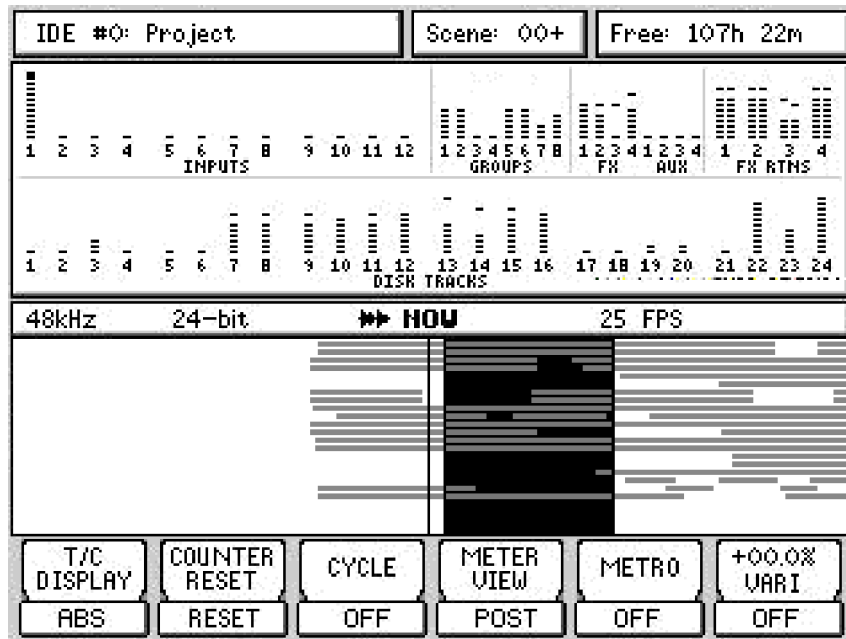 IDE #0: Project Scene: 00+ Free: 107h 22m
1 2 3 4 5 6 7 8 9 10 11 12 1 2 3 4 5 6 7 8 1 2 3 4 1 2 3 4 1 2 3 4
INPUTS GROUPS FX AUX FX RTNS
1 2 3 4 5 6 7 8 9 10 11 12 13 14 15 16 17 18 19 20 21 22 23 24
DISK TRACKS
48kHz 24-bit NOW 25 FPS
T/C DISPLAY
COUNTER RESET
CYCLE
METER VIEW
METRO
+00.0% VARI
ABS RESET OFF POST OFF OFF